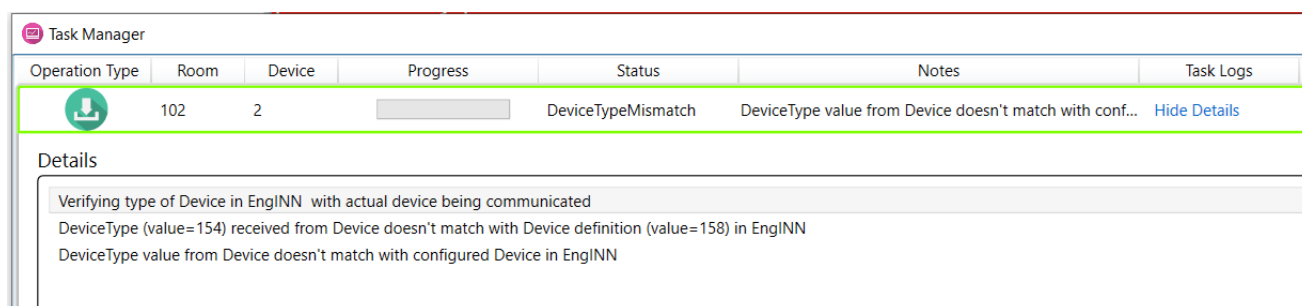 Task Manager
Operation Type Room Device Progress Status Notes Task Logs
102 2 DeviceTypeMismatch DeviceType value from Device doesn't match with conf... Hide Details
Details
Verifying type of Device in EngINN with actual device being communicated
DeviceType (value=154) received from Device doesn't match with Device definition (value=158) in EngINN
DeviceType value from Device doesn't match with configured Device in EngINN